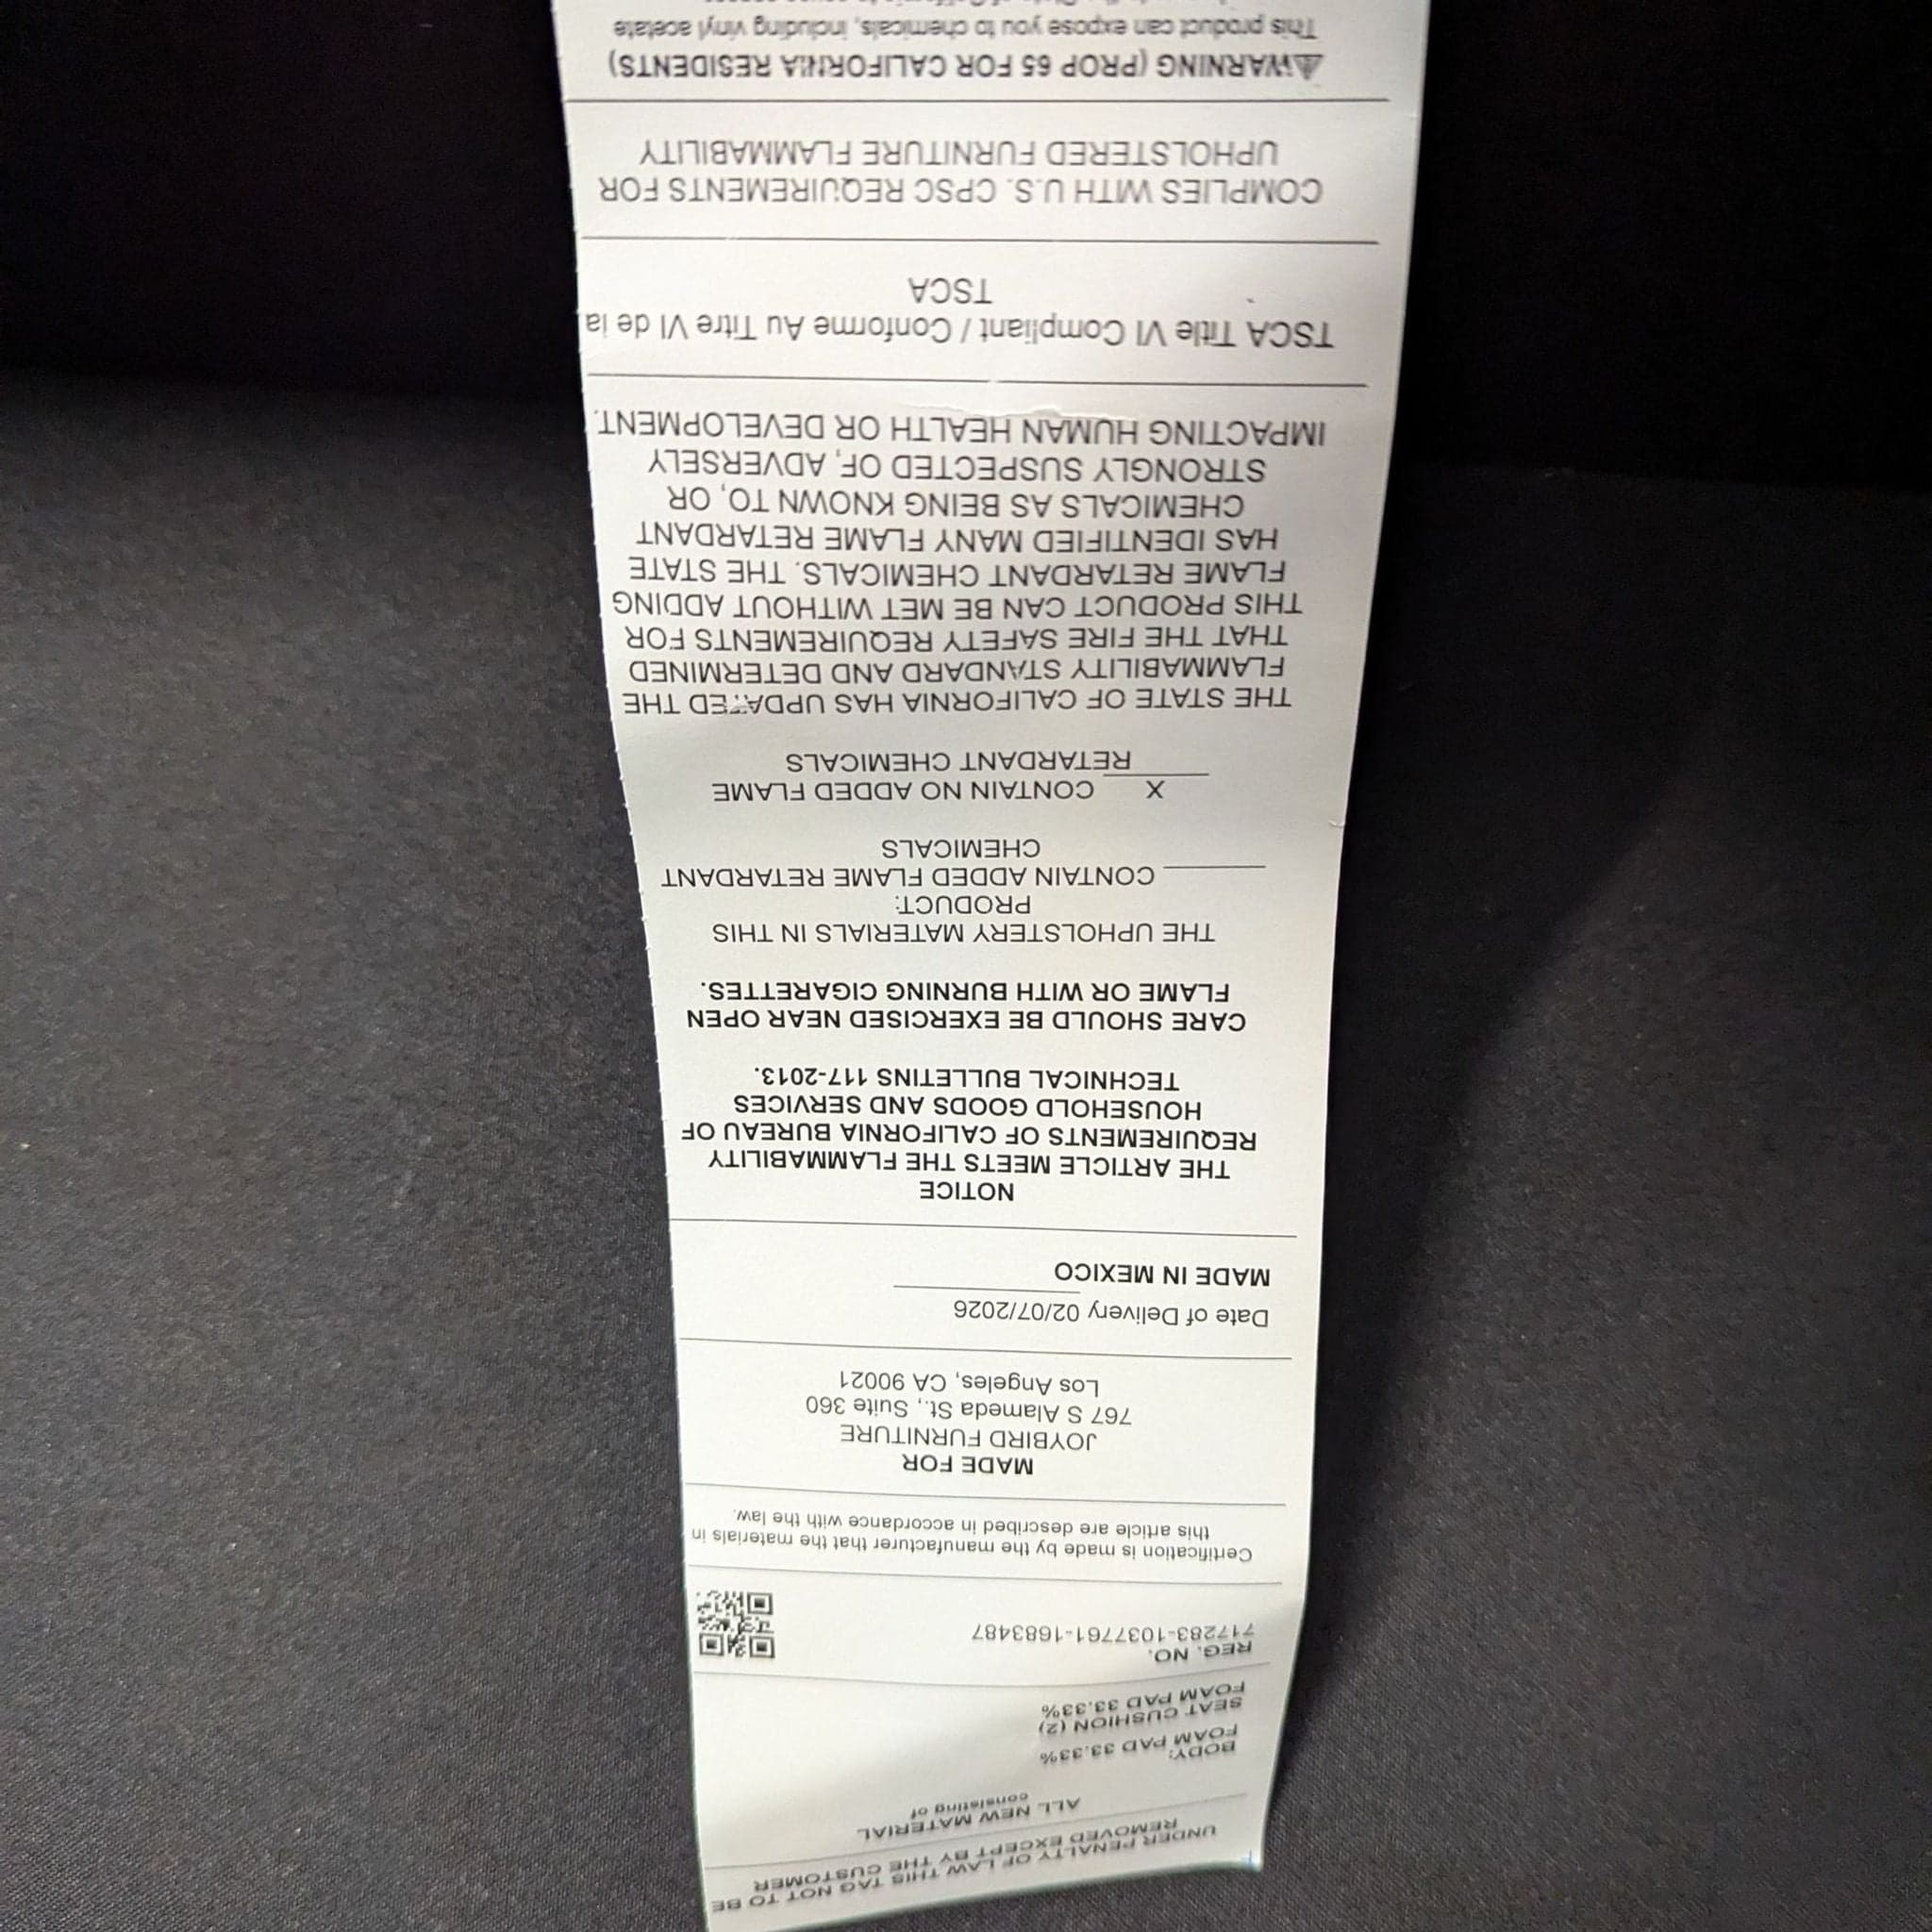 UNDER PENALTY OF LAW THIS TAG NOT TO BE
REMOVED EXCEPT BY THE CUSTOMER
ALL NEW MATERIAL
consisting of
BODY:
FOAM PAD 33.33%
SEAT CUSHION (2)
FOAM PAD 33.33%
REG. NO.
717283-1037761-1683487
Certification is made by the manufacturer that the materials in
this article are described in accordance with the law.
MADE FOR
JOYBIRD FURNITURE
767 S Alameda St., Suite 360
Los Angeles, CA 90021
Date of Delivery 02/07/2026
MADE IN MEXICO
NOTICE
THE ARTICLE MEETS THE FLAMMABILITY
REQUIREMENTS OF CALIFORNIA BUREAU OF
HOUSEHOLD GOODS AND SERVICES
TECHNICAL BULLETINS 117-2013.
CARE SHOULD BE EXERCISED NEAR OPEN
FLAME OR WITH BURNING CIGARETTES.
THE UPHOLSTERY MATERIALS IN THIS
PRODUCT:
CONTAIN ADDED FLAME RETARDANT
CHEMICALS
X CONTAIN NO ADDED FLAME
RETARDANT CHEMICALS
THE STATE OF CALIFORNIA HAS UPDATED THE
FLAMMABILITY STANDARD AND DETERMINED
THAT THE FIRE SAFETY REQUIREMENTS FOR
THIS PRODUCT CAN BE MET WITHOUT ADDING
FLAME RETARDANT CHEMICALS. THE STATE
HAS IDENTIFIED MANY FLAME RETARDANT
CHEMICALS AS BEING KNOWN TO, OR
STRONGLY SUSPECTED OF, ADVERSELY
IMPACTING HUMAN HEALTH OR DEVELOPMENT.
TSCA Title VI Compliant / Conforme Au Titre VI de la
TSCA
COMPLIES WITH U.S. CPSC REQUIREMENTS FOR
UPHOLSTERED FURNITURE FLAMMABILITY
⚠WARNING (PROP 65 FOR CALIFORNIA RESIDENTS)
This product can expose you to chemicals, including vinyl acetate